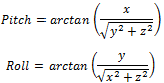 Pitch = arctan (x / √(y² + z²))
Roll = arctan (y / √(x² + z²))